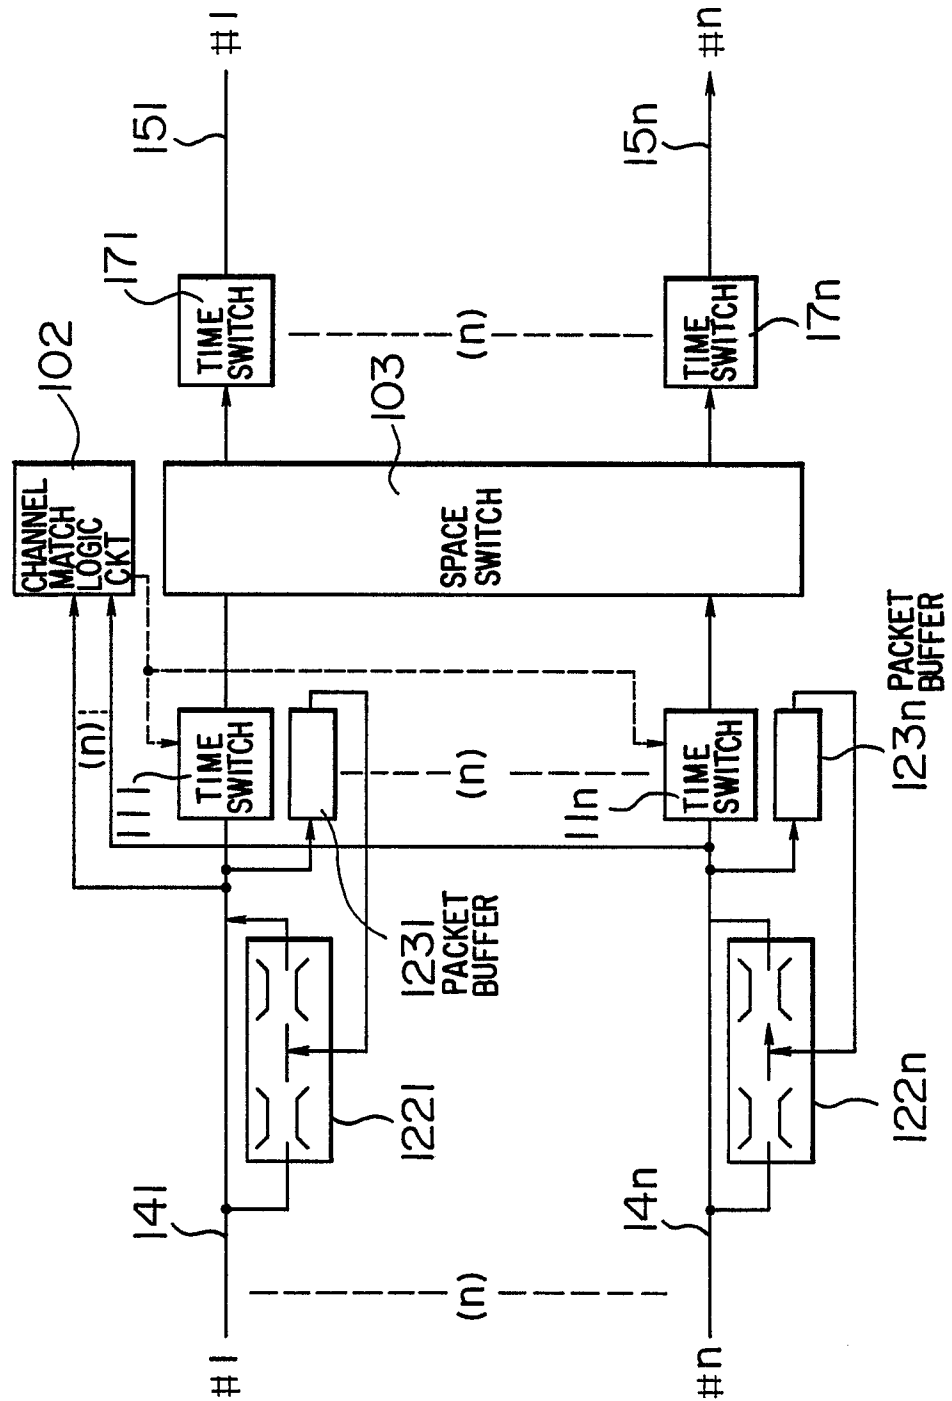 #1
141
1221
1231
PACKET
BUFFER
111
TIME
SWITCH
(n)
CHANNEL
MATCH
LOGIC
CKT
102
SPACE
SWITCH
103
TIME
SWITCH
171
151
#1
(n)
(n)
(n)
#n
14n
122n
123n
PACKET
BUFFER
11n
TIME
SWITCH
TIME
SWITCH
17n
15n
#n